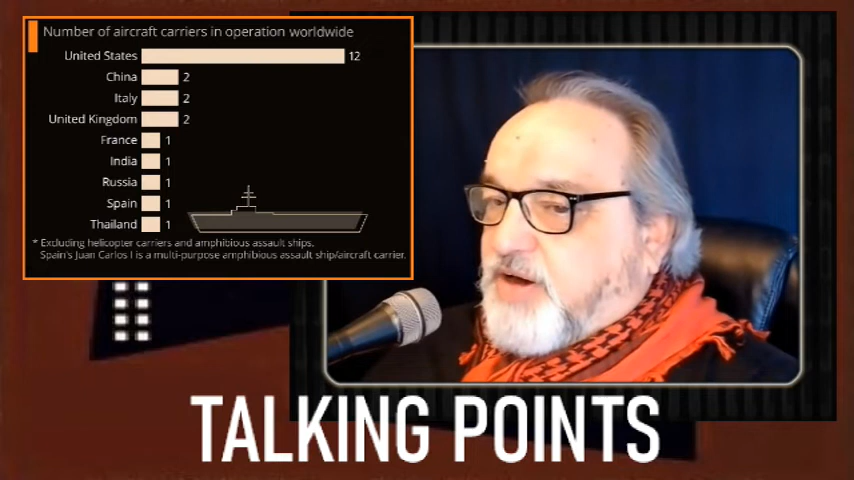 Number of aircraft carriers in operation worldwide
United States 12
China 2
Italy 2
United Kingdom 2
France 1
India 1
Russia 1
Spain 1
Thailand 1
* Excluding helicopter carriers and amphibious assault ships.
Spain's Juan Carlos I is a multi-purpose amphibious assault ship/aircraft carrier.
TALKING POINTS